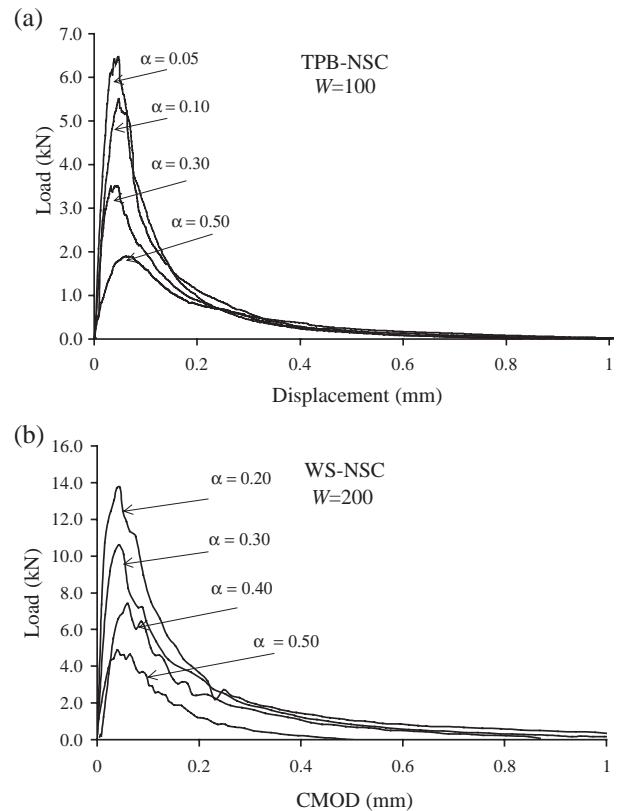 (a)
7.0
6.0
5.0
4.0
3.0
2.0
1.0
0.0
Load (kN)
α = 0.05
α = 0.10
α = 0.30
α = 0.50
TPB-NSC
W=100
0
0.2
0.4
0.6
0.8
1
Displacement (mm)
(b)
16.0
14.0
12.0
10.0
8.0
6.0
4.0
2.0
0.0
Load (kN)
α = 0.20
α = 0.30
α = 0.40
α = 0.50
WS-NSC
W=200
0
0.2
0.4
0.6
0.8
1
CMOD (mm)